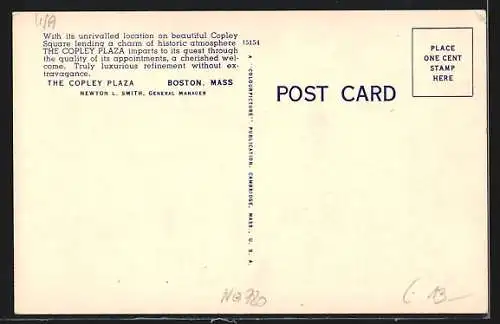 U/A
With its unrivalled location on beautiful Copley
Square lending a charm of historic atmosphere
THE COPLEY PLAZA imparts to its guest through
the quality of its appointments, a cherished wel-
come. Truly luxurious refinement without ex-
travagance.
THE COPLEY PLAZA BOSTON, MASS
NEWTON L. SMITH, GENERAL MANAGER
15154
A "COLOURPICTURE" PUBLICATION, CAMBRIDGE, MASS., U. S. A.
POST CARD
PLACE
ONE CENT
STAMP
HERE
13-